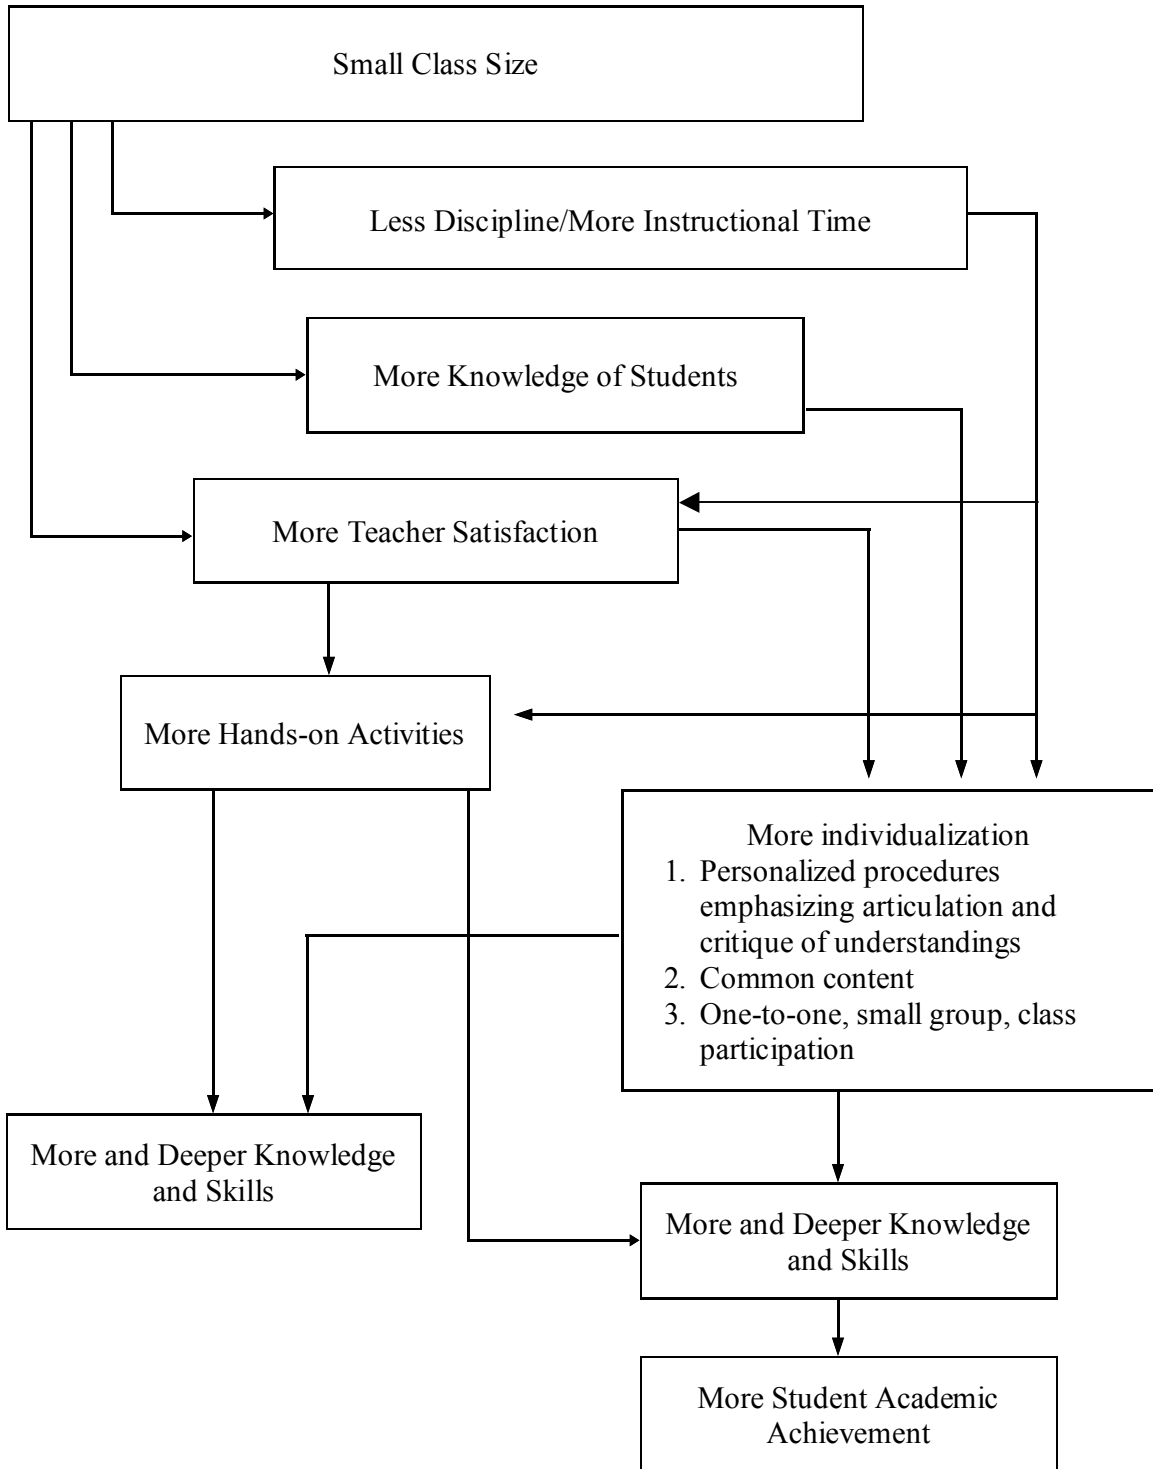 Small Class Size
Less Discipline/More Instructional Time
More Knowledge of Students
More Teacher Satisfaction
More Hands-on Activities
More individualization
1. Personalized procedures
emphasizing articulation and
critique of understandings
2. Common content
3. One-to-one, small group, class
participation
More and Deeper Knowledge
and Skills
More and Deeper Knowledge
and Skills
More Student Academic
Achievement